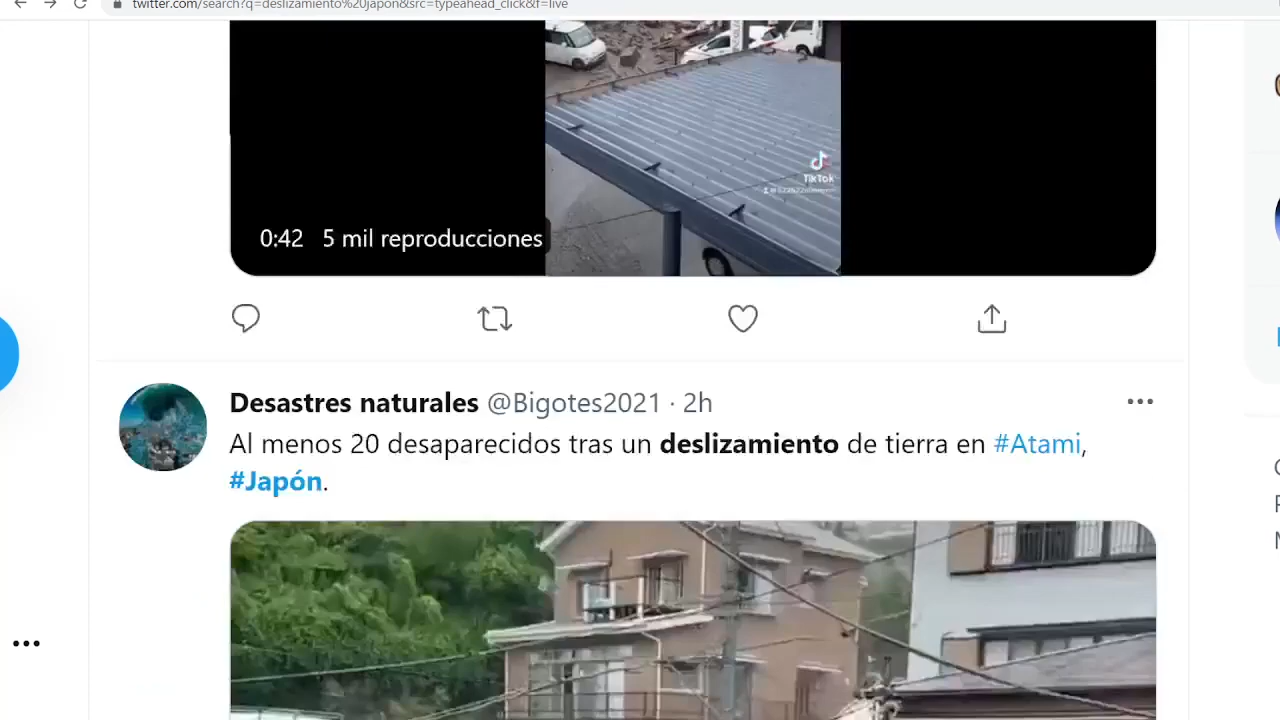 twitter.com/search?q=deslizamiento%20japon&src=typeahead_click&f=live
TikTok
0:42 5 mil reproducciones
Desastres naturales @Bigotes2021 · 2h
Al menos 20 desaparecidos tras un deslizamiento de tierra en #Atami,
#Japón.